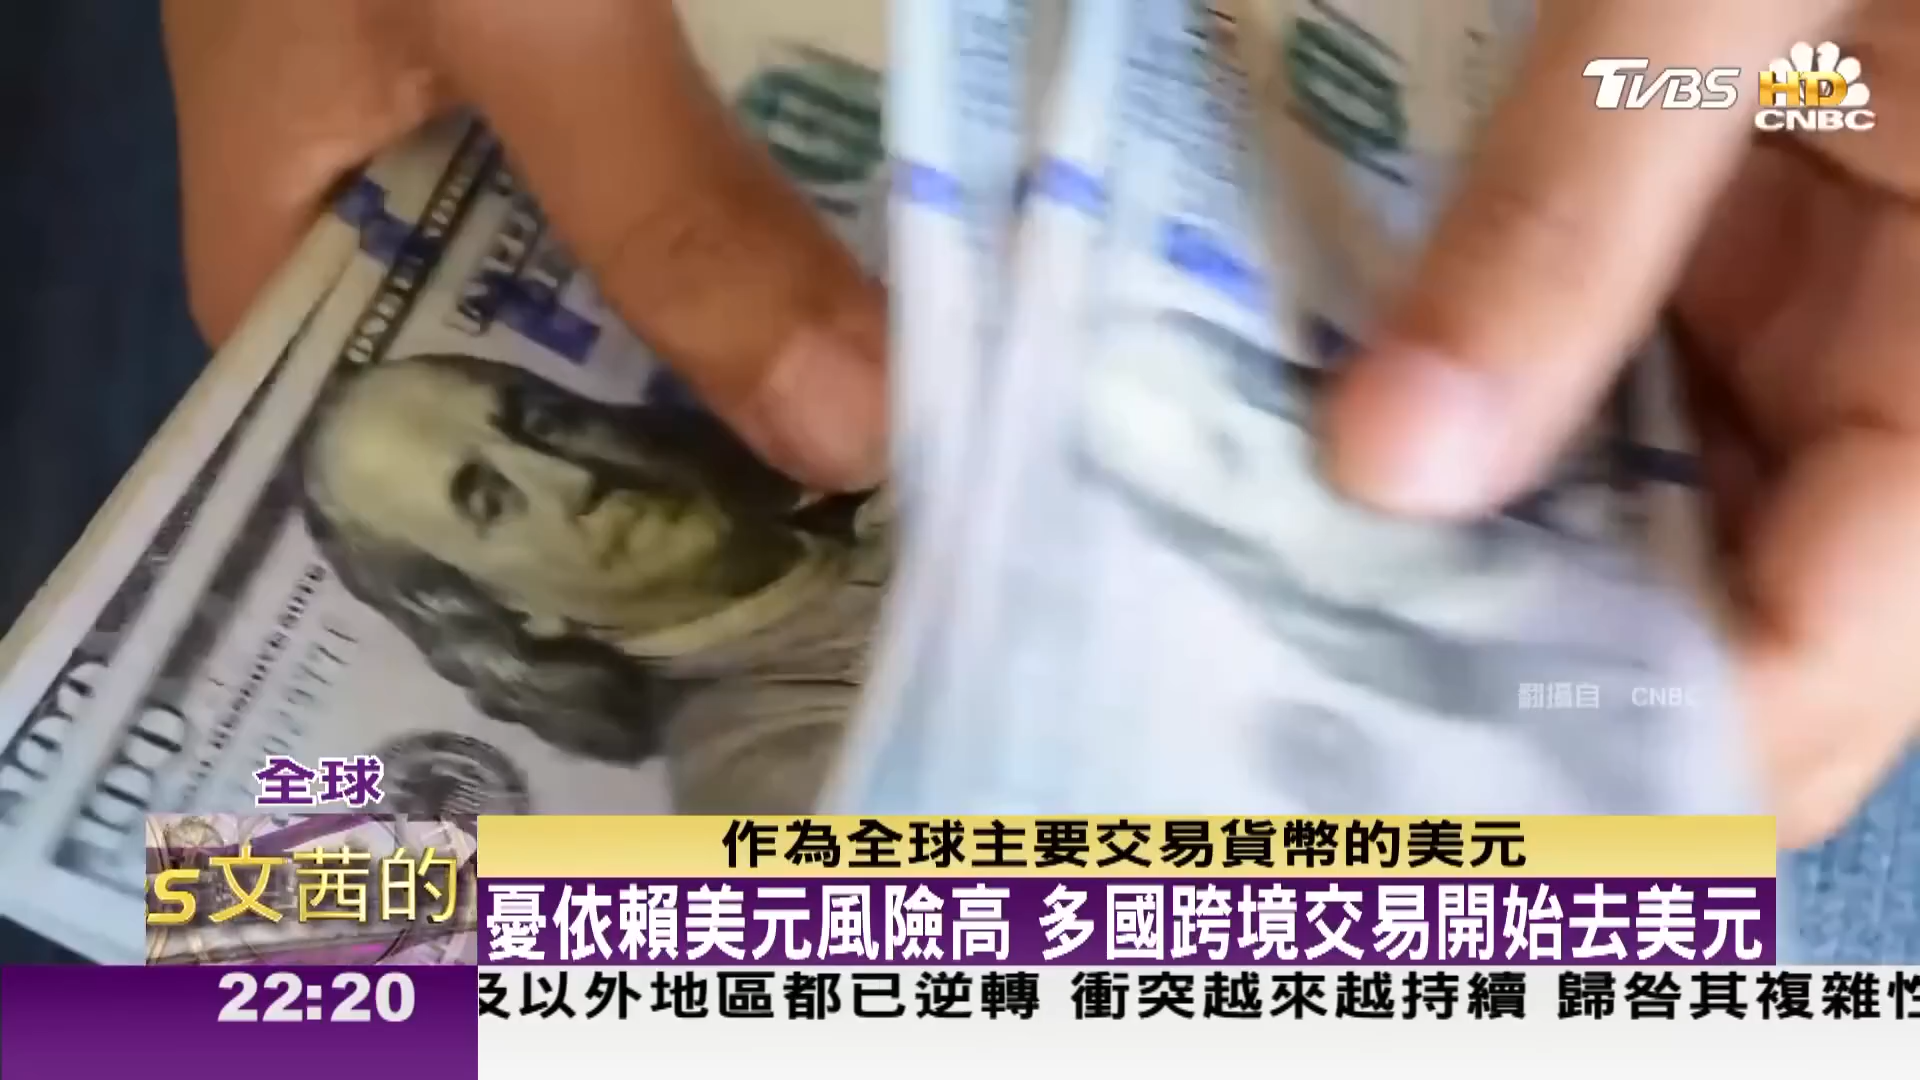 TVBS HD
CNBC
翻攝自 CNBC
全球
文茜的
作為全球主要交易貨幣的美元
憂依賴美元風險高 多國跨境交易開始去美元
22:20
及以外地區都已逆轉 衝突越來越持續 歸咎其複雜性